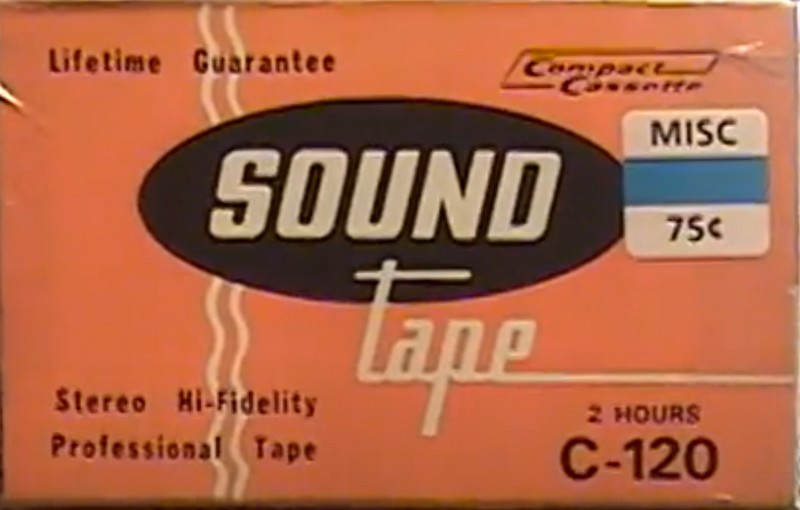 Lifetime Guarantee
Compact
Cassette
MISC
75¢
SOUND
tape
Stereo Hi-Fidelity
Professional Tape
2 HOURS
C-120